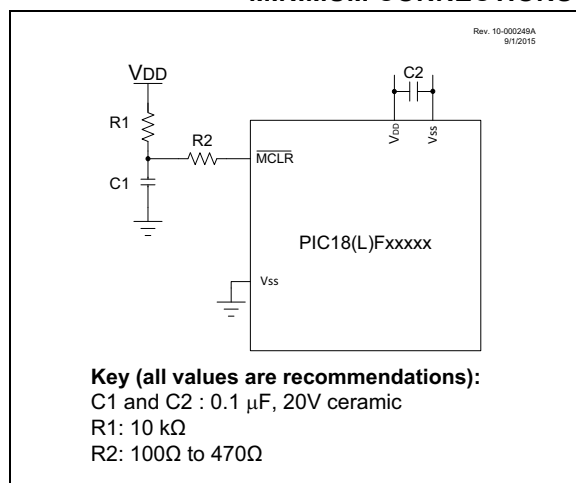 Rev. 10-000249A
9/1/2015
C2
VDD
R1
R2
VDD
Vss
MCLR
C1
PIC18(L)Fxxxxx
Vss
Key (all values are recommendations):
C1 and C2 : 0.1 μF, 20V ceramic
R1: 10 kΩ
R2: 100Ω to 470Ω